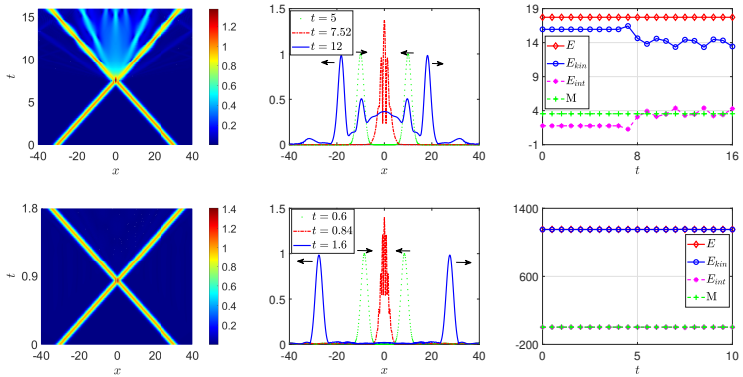 15
10
5
0
t
-40
-20
0
20
40
x
1.2
1
0.8
0.6
0.4
0.2
1.5
1
0.5
0
t = 5
t = 7.52
t = 12
-40
-20
0
20
40
x
19
14
9
4
-1
E
E_kin
E_int
M
0
8
16
t
1.8
0.9
0
t
-40
-20
0
20
40
x
1.4
1.2
1
0.8
0.6
0.4
0.2
1.5
1
0.5
0
t = 0.6
t = 0.84
t = 1.6
-40
-20
0
20
40
x
1400
600
-200
E
E_kin
E_int
M
0
5
10
t